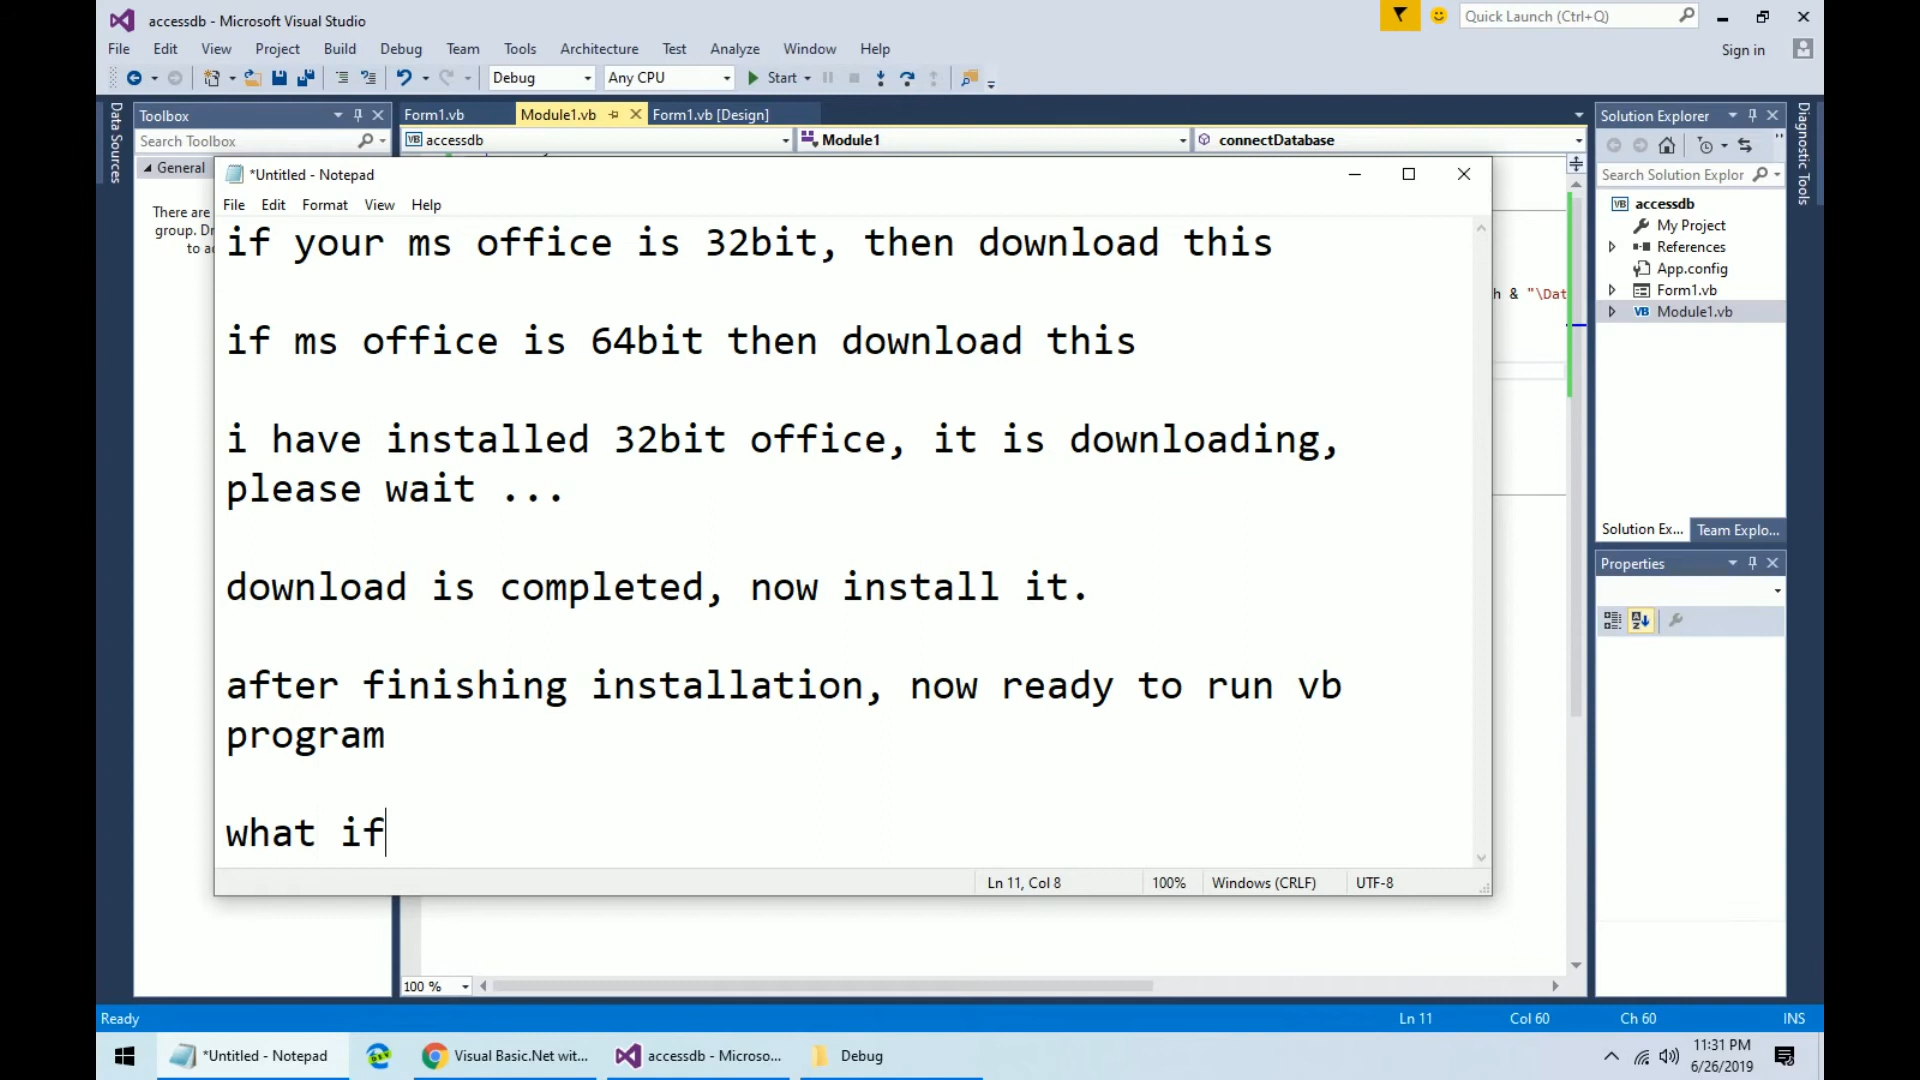 accessdb - Microsoft Visual Studio
Quick Launch (Ctrl+Q)
File Edit View Project Build Debug Team Tools Architecture Test Analyze Window Help
Sign in
Debug Any CPU Start
Data Sources
Toolbox
Search Toolbox
General
There are
group. Dr
to ad
Form1.vb Module1.vb Form1.vb [Design]
accessdb Module1 connectDatabase
h & "\Dat
*Untitled - Notepad
File Edit Format View Help
if your ms office is 32bit, then download this
if ms office is 64bit then download this
i have installed 32bit office, it is downloading,
please wait ...
download is completed, now install it.
after finishing installation, now ready to run vb
program
what if
Ln 11, Col 8 100% Windows (CRLF) UTF-8
Solution Explorer
Search Solution Explor
accessdb
My Project
References
App.config
Form1.vb
Module1.vb
Solution Ex... Team Explo...
Properties
Diagnostic Tools
100 %
Ready Ln 11 Col 60 Ch 60 INS
*Untitled - Notepad Visual Basic.Net wit... accessdb - Microso... Debug
11:31 PM
6/26/2019